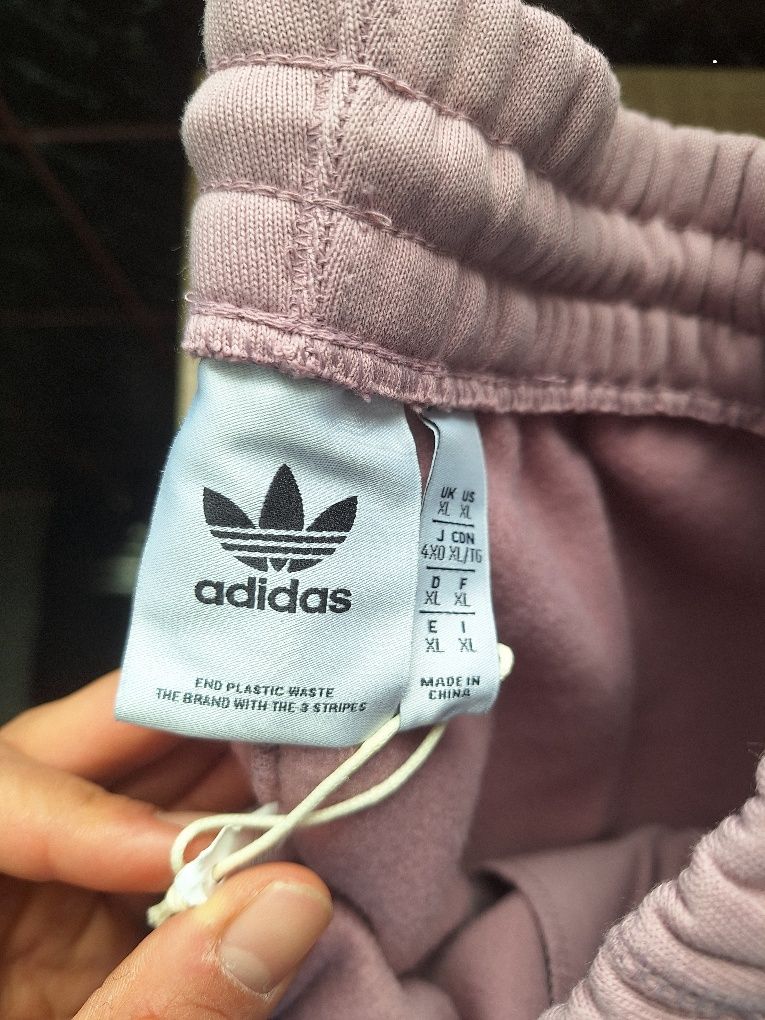 adidas
END PLASTIC WASTE
THE BRAND WITH THE 3 STRIPES
UK US
XL XL
J CDN
4XO XL/TG
D F
XL XL
E I
XL XL
MADE IN
CHINA